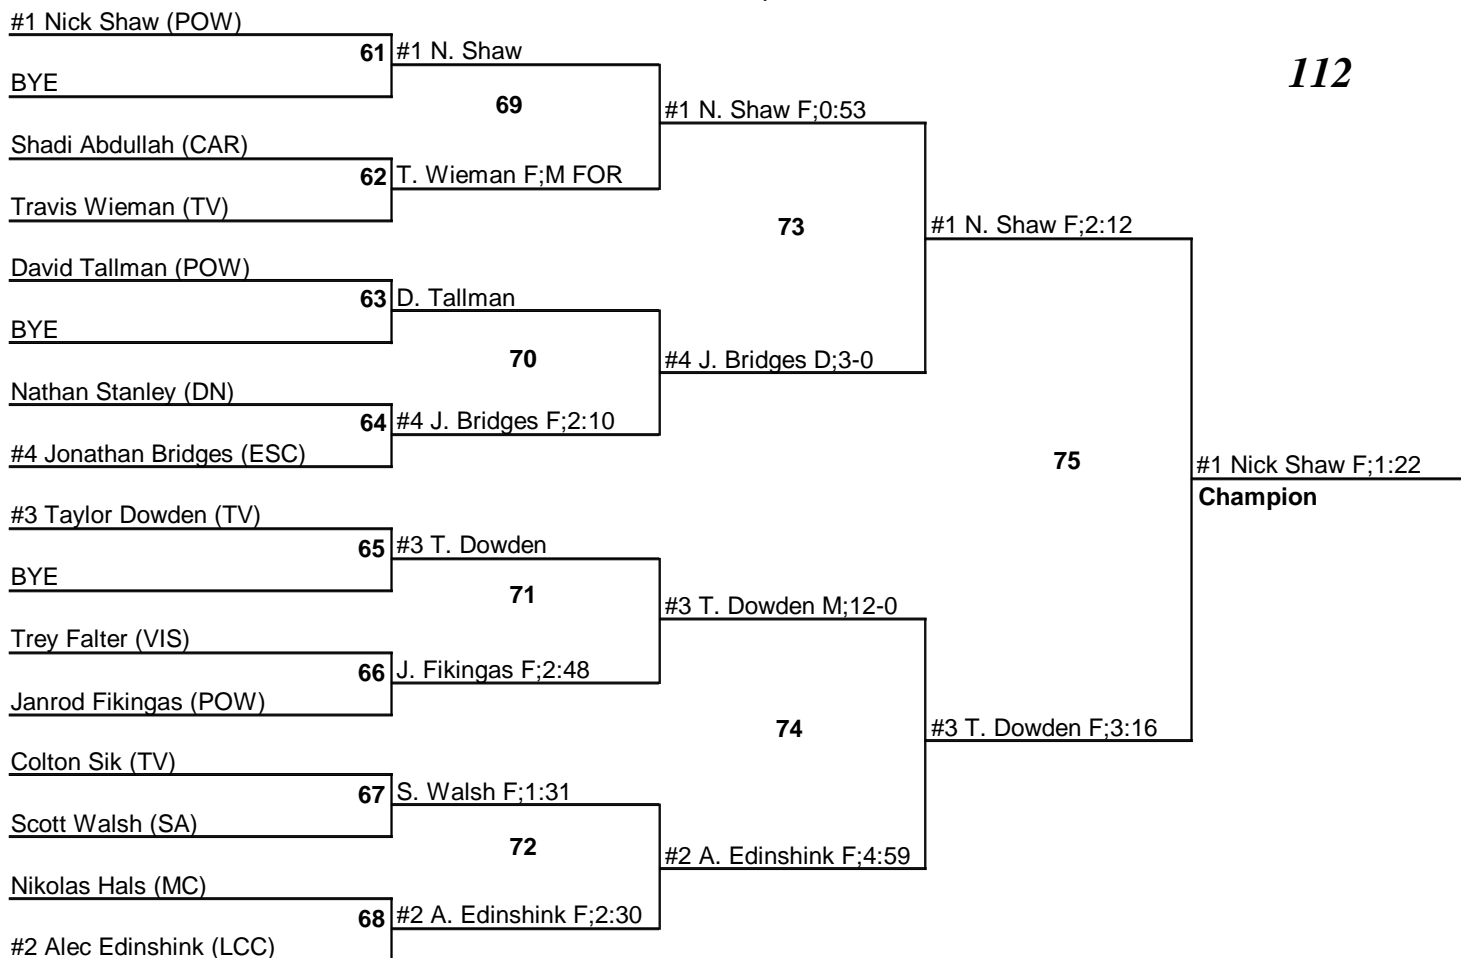 #1 Nick Shaw (POW)
61
#1 N. Shaw
112
BYE
69
#1 N. Shaw F;0:53
Shadi Abdullah (CAR)
62
T. Wieman F;M FOR
Travis Wieman (TV)
73
#1 N. Shaw F;2:12
David Tallman (POW)
63
D. Tallman
BYE
70
#4 J. Bridges D;3-0
Nathan Stanley (DN)
64
#4 J. Bridges F;2:10
#4 Jonathan Bridges (ESC)
75
#1 Nick Shaw F;1:22
Champion
#3 Taylor Dowden (TV)
65
#3 T. Dowden
BYE
71
#3 T. Dowden M;12-0
Trey Falter (VIS)
66
J. Fikingas F;2:48
Janrod Fikingas (POW)
74
#3 T. Dowden F;3:16
Colton Sik (TV)
67
S. Walsh F;1:31
Scott Walsh (SA)
72
#2 A. Edinshink F;4:59
Nikolas Hals (MC)
68
#2 A. Edinshink F;2:30
#2 Alec Edinshink (LCC)